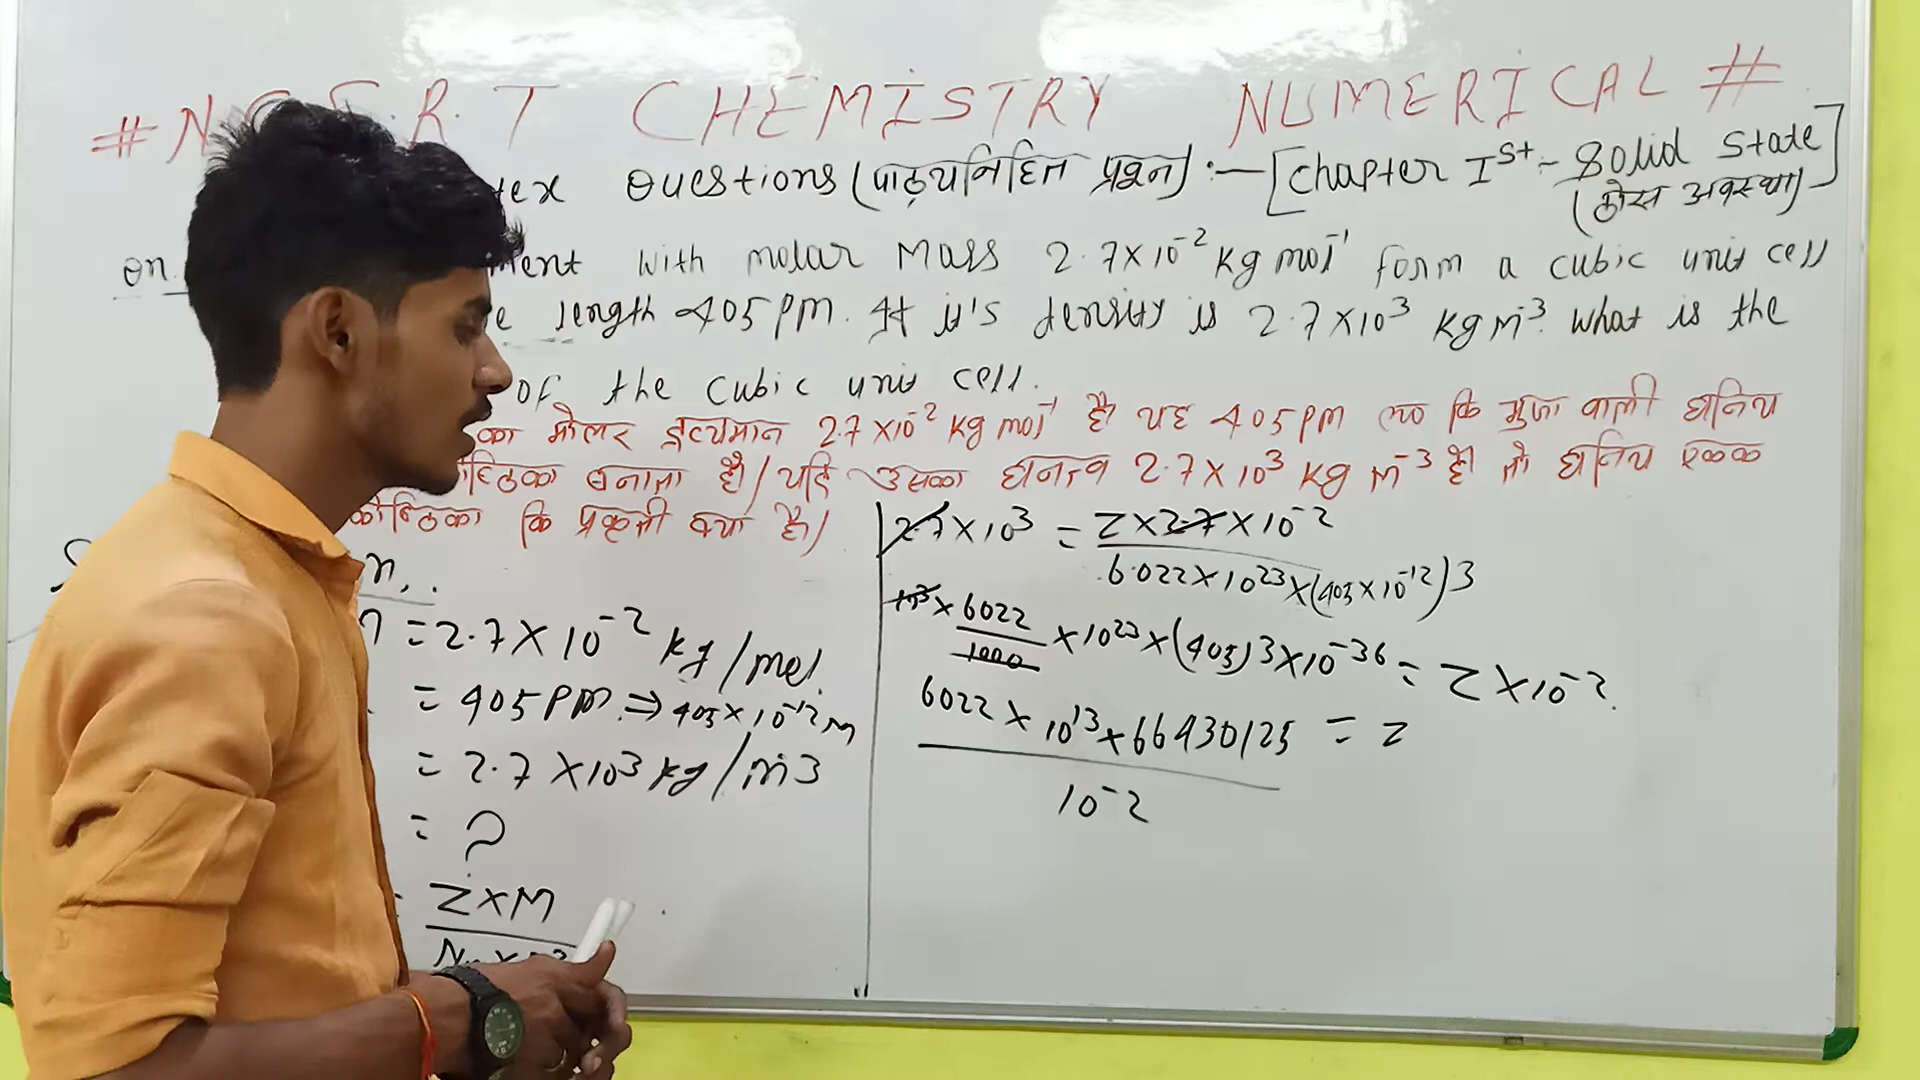 # N.C.E.R.T CHEMISTRY NUMERICAL #
Questions (पाठ्यनिहित प्रश्न) :— [Chapter Ist - Solid State]
(ठोस अवस्था)
with molar Mass 2.7×10⁻² kg mol⁻¹ form a cubic unit cell
length 405 pm. If it's density is 2.7×10³ kg m⁻³. What is the
of the cubic unit cell.
का मोलर द्रव्यमान 2.7×10⁻² kg mol⁻¹ है यह 405 pm कि भुजा वाली घनिय
बनाता है/ यदि उसका घनत्व 2.7×10³ kg m⁻³ है तो घनिय एकक
कोष्ठिका कि प्रकृती क्या है/
= 2.7×10⁻² kg/mol.
= 405 pm. ⇒ 405×10⁻¹² m
= 2.7×10³ kg/m3
= ?
= Z×M
2.7×10³ = Z×2.7×10⁻²
6.022×10²³×(405×10⁻¹²)3
10³× 6022 ×10²³×(405)3×10⁻³⁶ = Z×10⁻².
1000
6022×10¹³×66430125 = Z
10⁻²